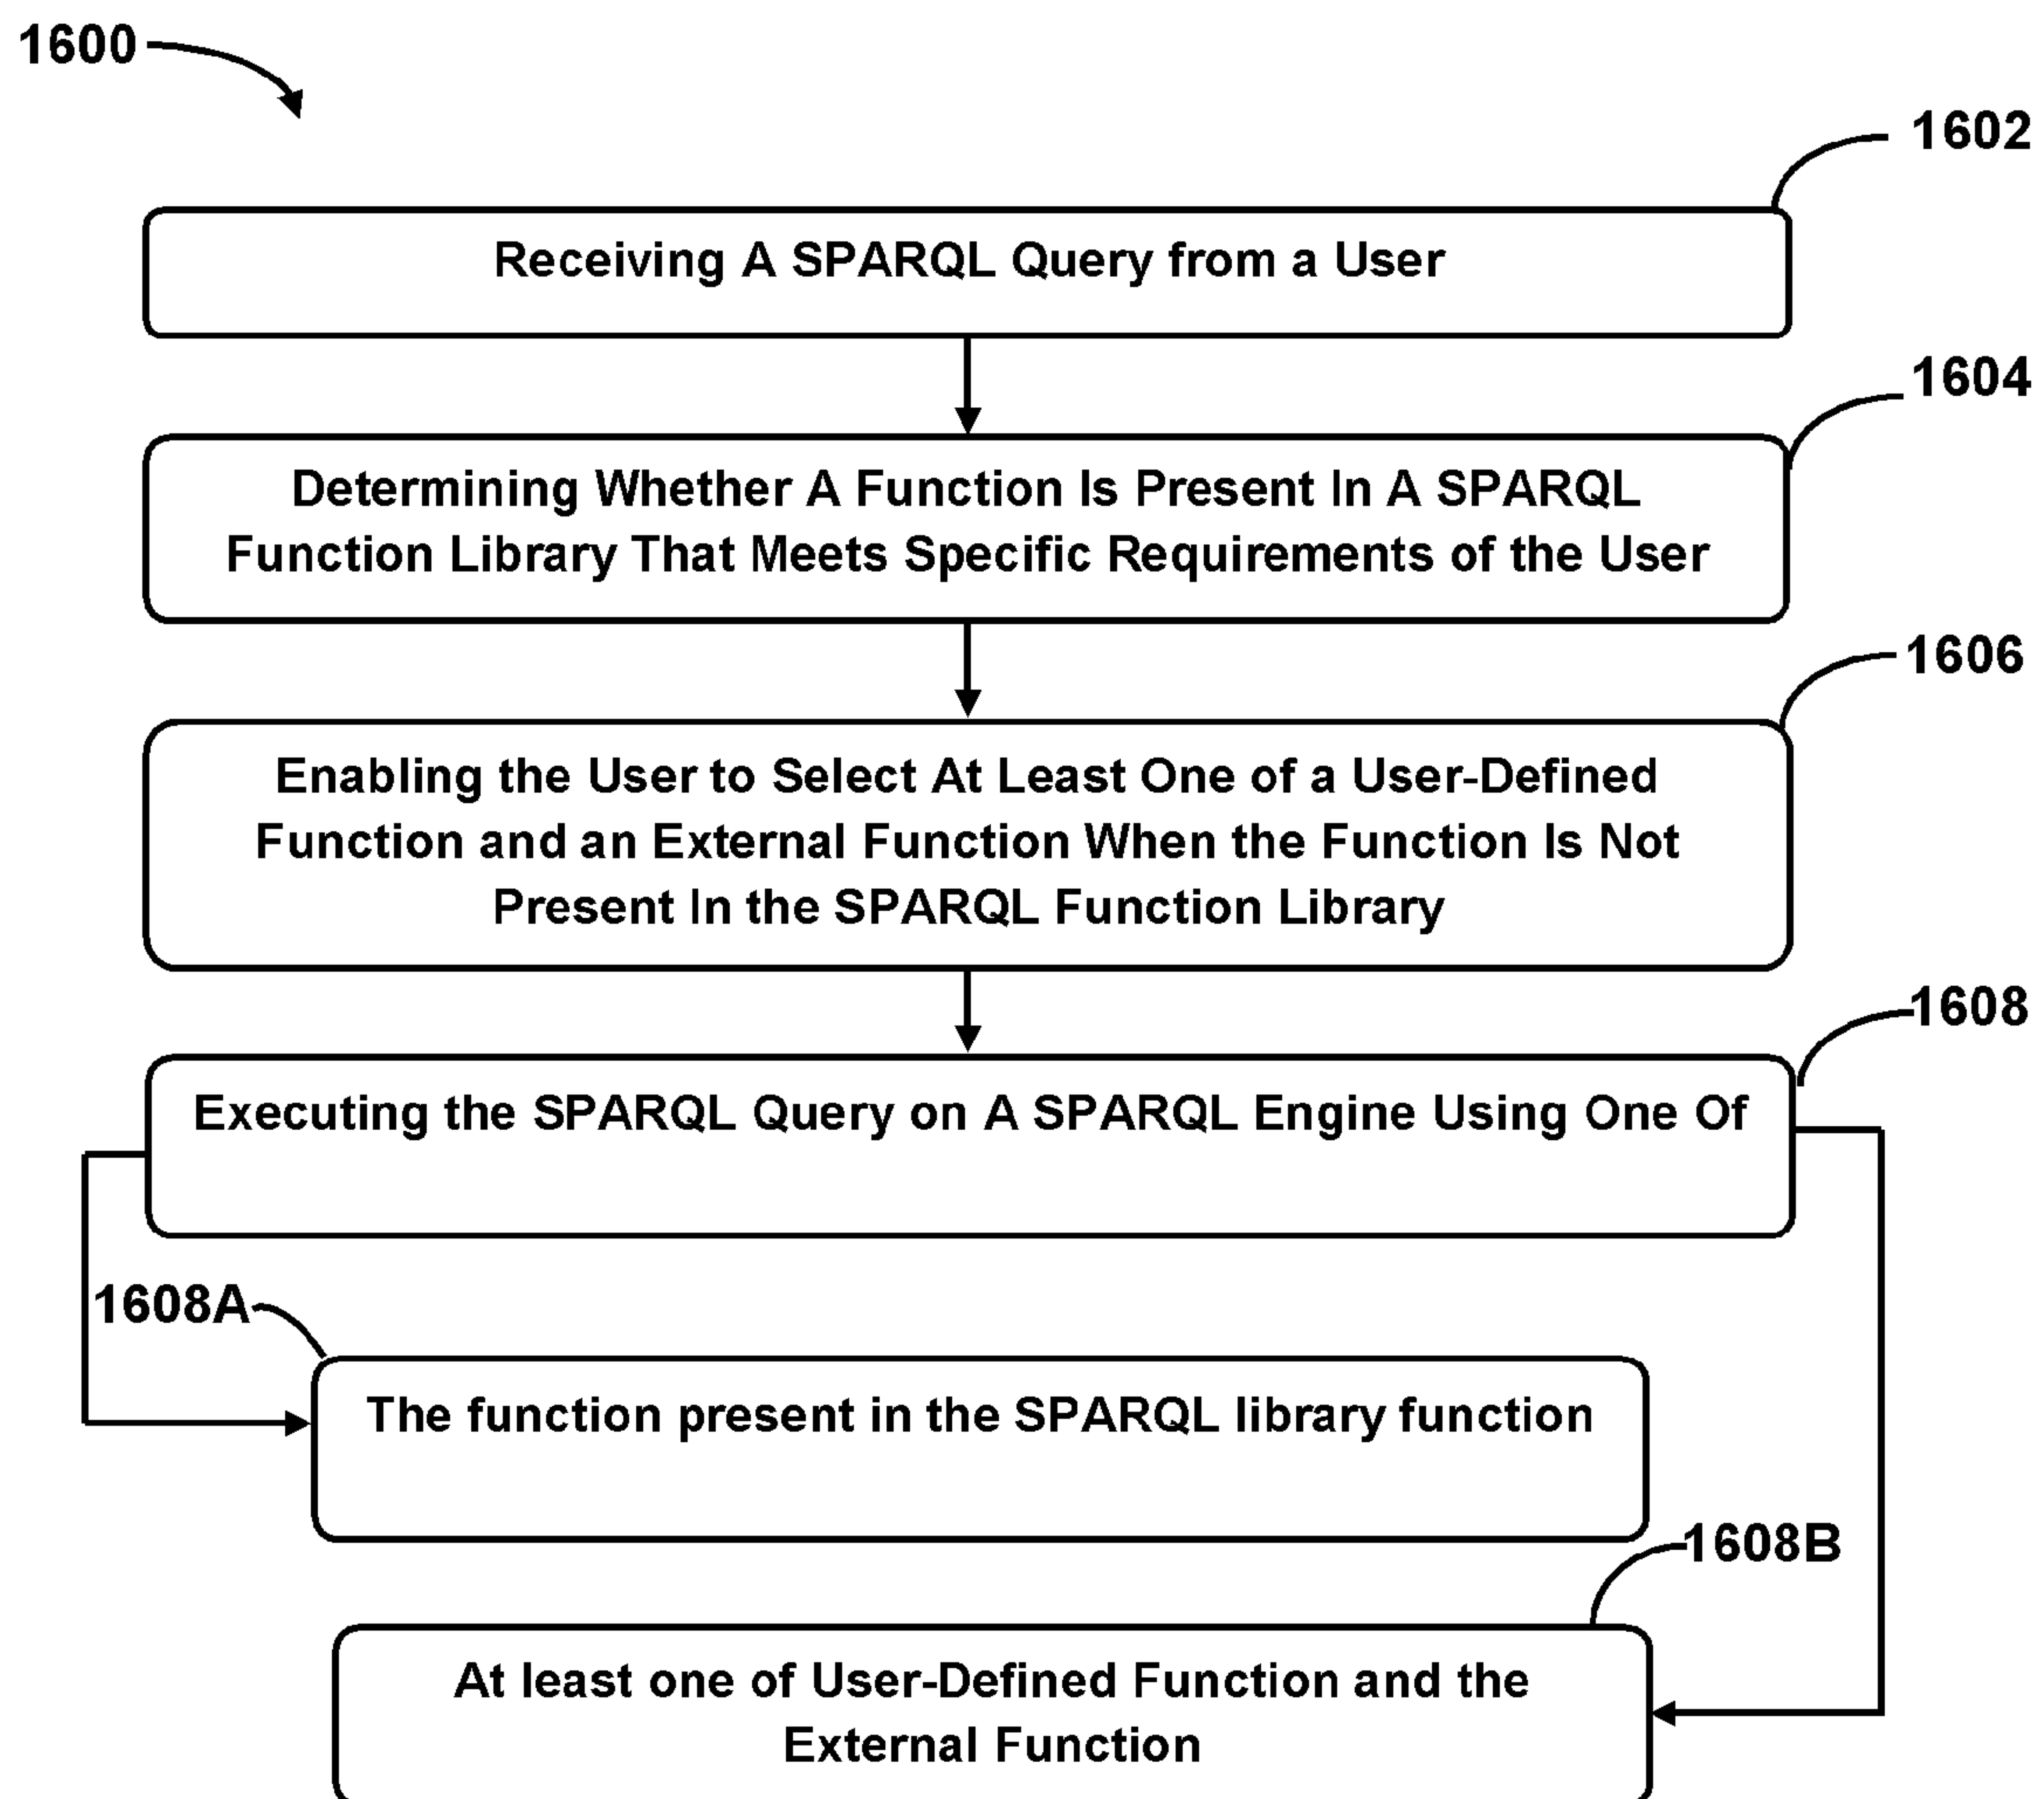 1600
1602
Receiving A SPARQL Query from a User
1604
Determining Whether A Function Is Present In A SPARQL
Function Library That Meets Specific Requirements of the User
1606
Enabling the User to Select At Least One of a User-Defined
Function and an External Function When the Function Is Not
Present In the SPARQL Function Library
1608
Executing the SPARQL Query on A SPARQL Engine Using One Of
1608A
The function present in the SPARQL library function
1608B
At least one of User-Defined Function and the
External Function